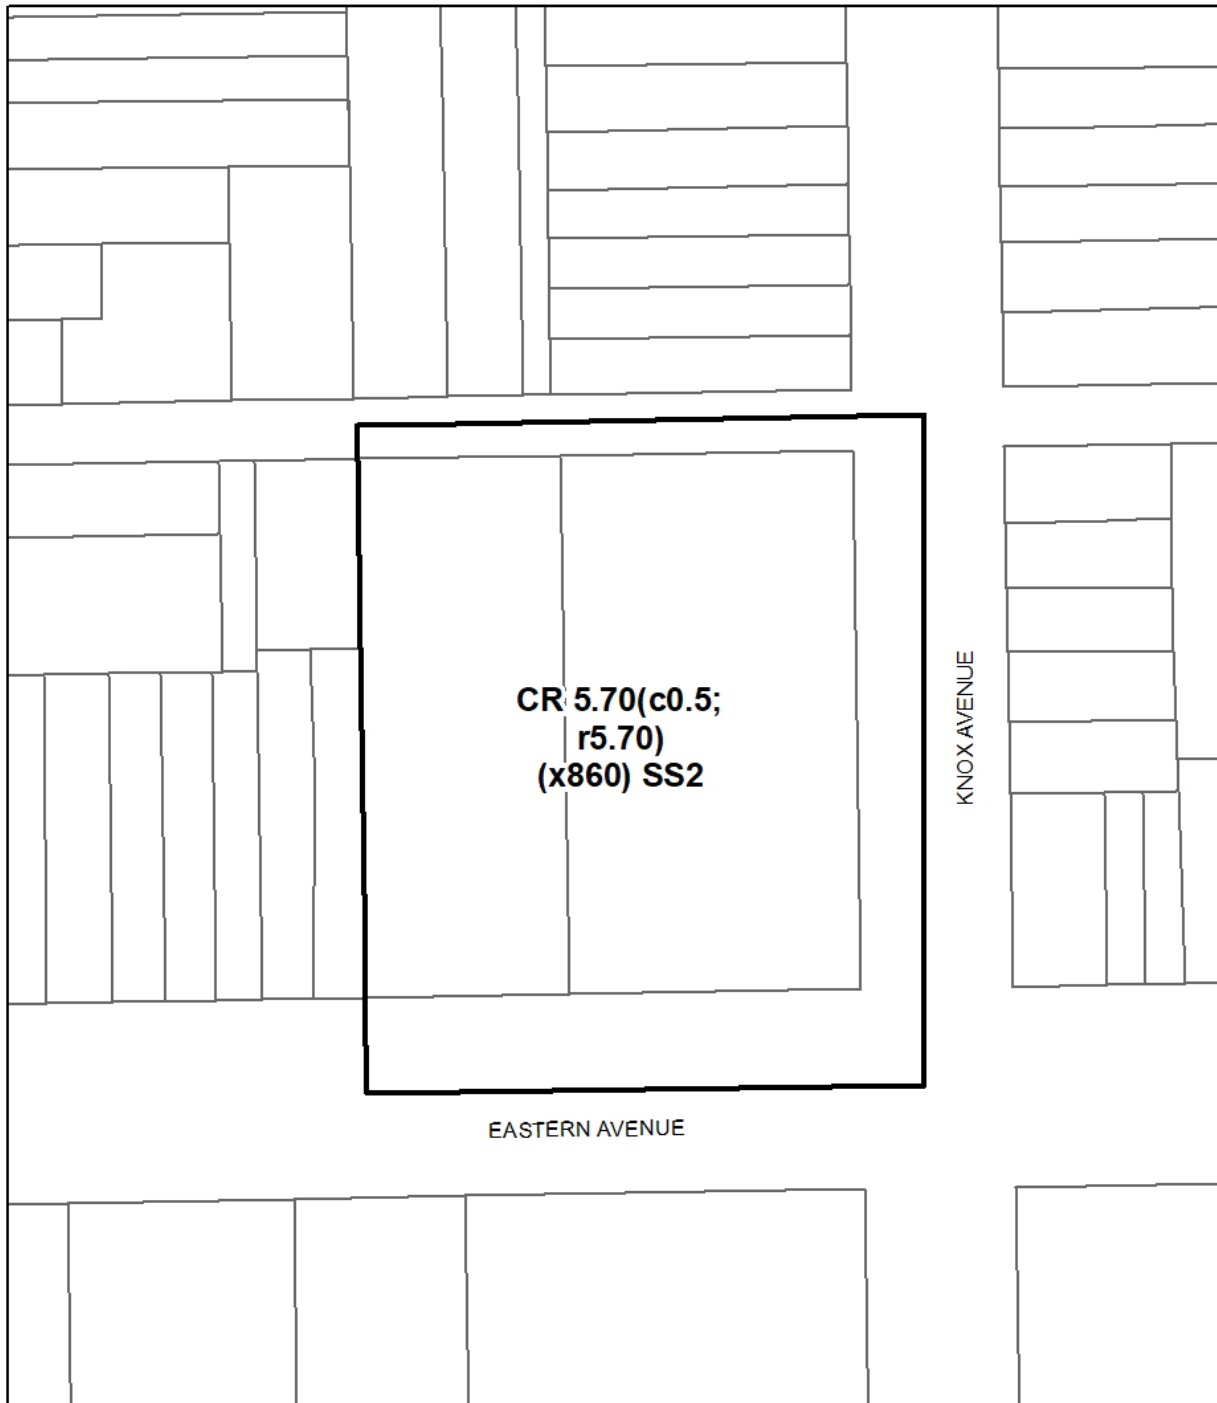 CR 5.70(c0.5;
r5.70)
(x860) SS2
KNOX AVENUE
EASTERN AVENUE